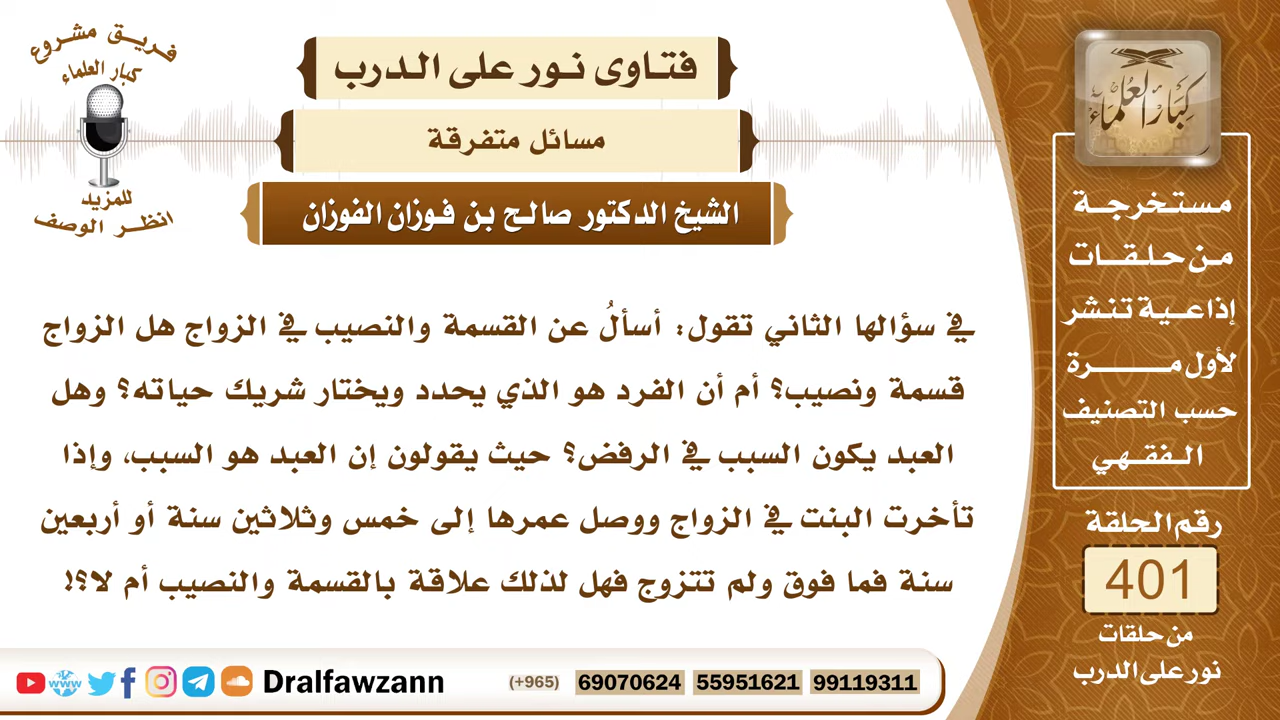 فريق مشروع
كبار العلماء
للمزيد
انظر الوصف
فتاوى نور على الدرب
مسائل متفرقة
الشيخ الدكتور صالح بن فوزان الفوزان
في سؤالها الثاني تقول: أسألُ عن القسمة والنصيب في الزواج هل الزواج
قسمة ونصيب؟ أم أن الفرد هو الذي يحدد ويختار شريك حياته؟ وهل
العبد يكون السبب في الرفض؟ حيث يقولون إن العبد هو السبب، وإذا
تأخرت البنت في الزواج ووصل عمرها إلى خمس وثلاثين سنة أو أربعين
سنة فما فوق ولم تتزوج فهل لذلك علاقة بالقسمة والنصيب أم لا؟!
كبار العلماء
مستخرجة
من حلقات
إذاعية تنشر
لأول مرة
حسب التصنيف
الفقهي
رقم الحلقة
401
من حلقات
نور على الدرب
www
Dralfawzann
(+965) 69070624 55951621 99119311